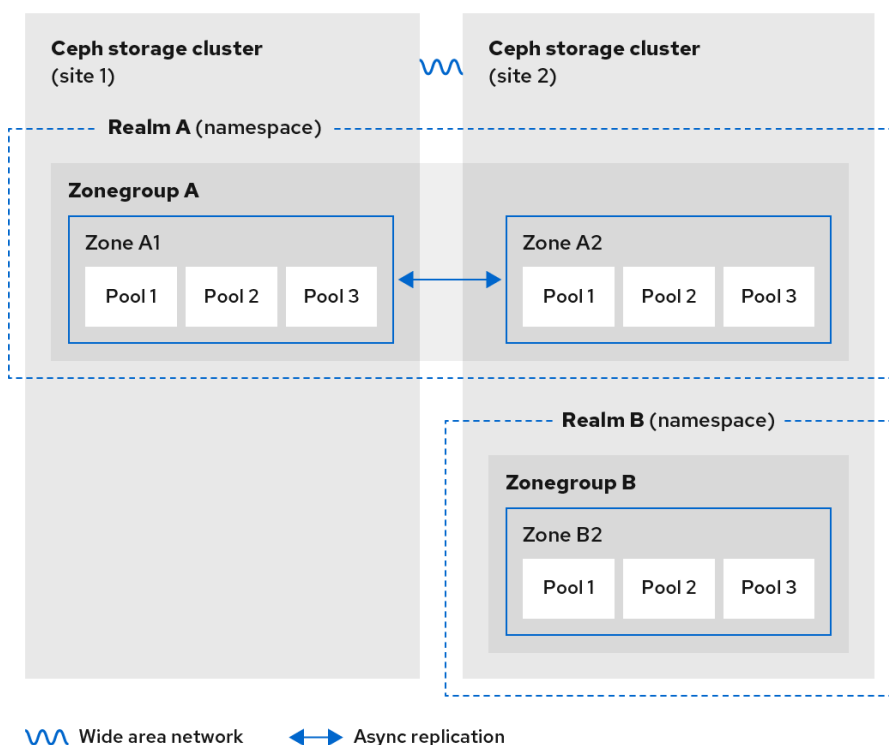 Ceph storage cluster
(site 1)
Ceph storage cluster
(site 2)
Realm A (namespace)
Zonegroup A
Zone A1
Pool 1 Pool 2 Pool 3
Zone A2
Pool 1 Pool 2 Pool 3
Realm B (namespace)
Zonegroup B
Zone B2
Pool 1 Pool 2 Pool 3
Wide area network
Async replication